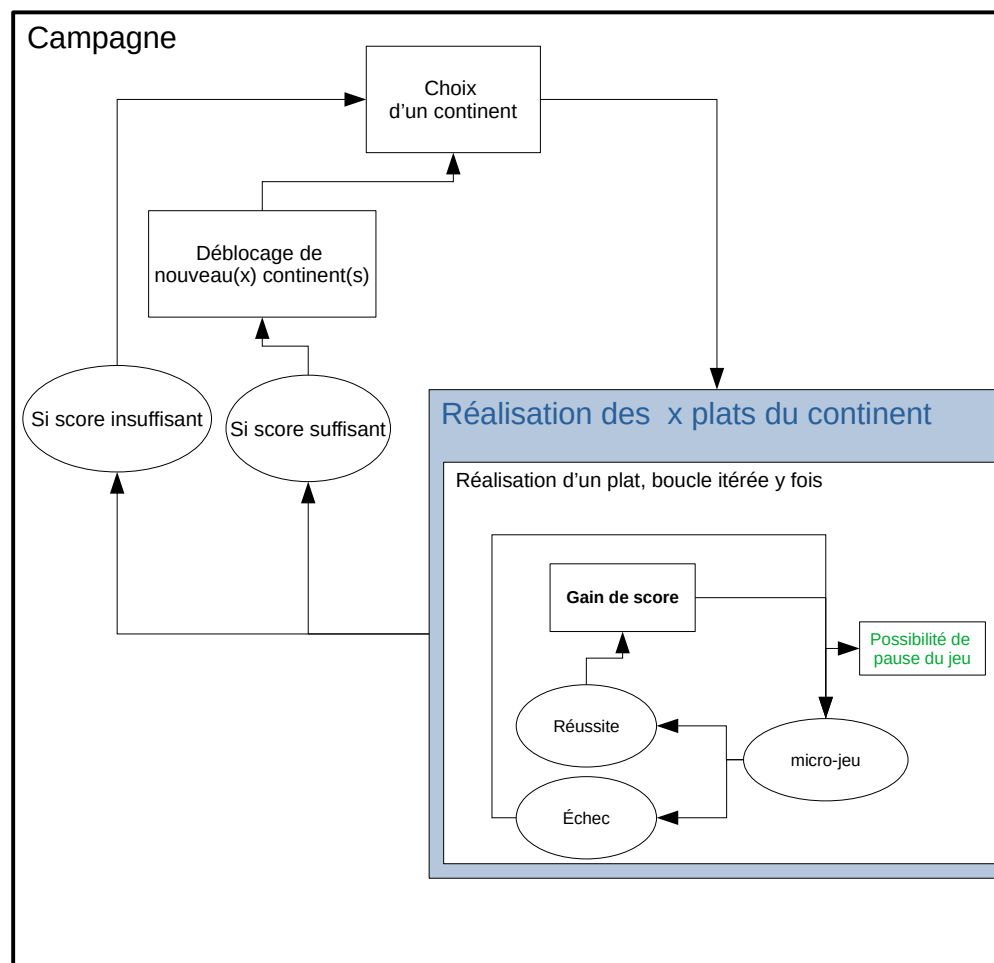 Campagne
Choix
d'un continent
Déblocage de
nouveau(x) continent(s)
Si score insuffisant
Si score suffisant
Réalisation des  x plats du continent
Réalisation d'un plat, boucle itérée y fois
Gain de score
Possibilité de
pause du jeu
Réussite
micro-jeu
Échec